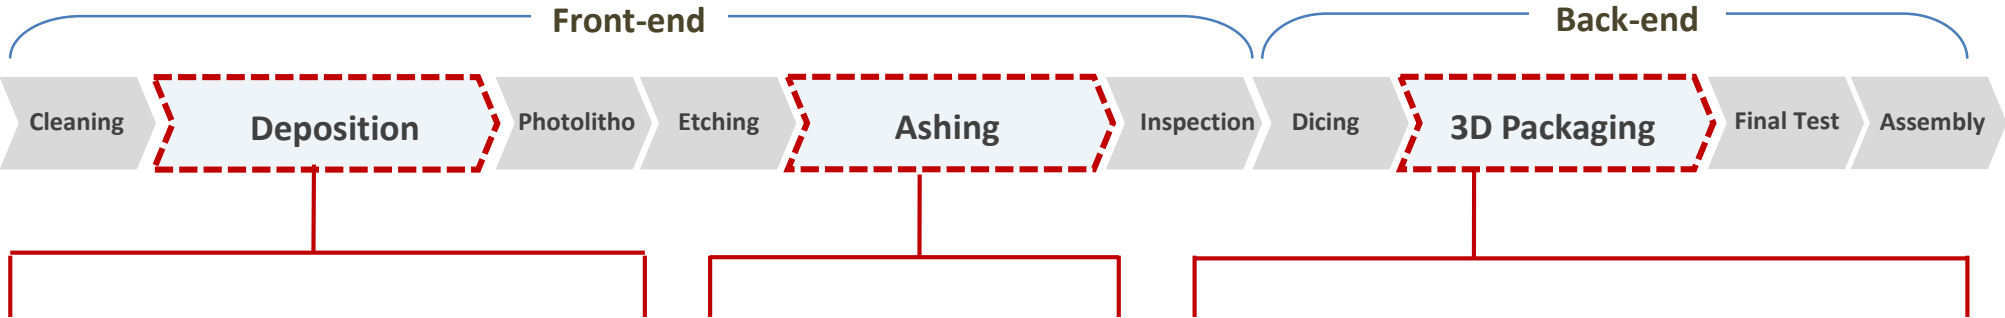 Front-end
Back-end
Cleaning
Deposition
Photolitho
Etching
Ashing
Inspection
Dicing
3D Packaging
Final Test
Assembly